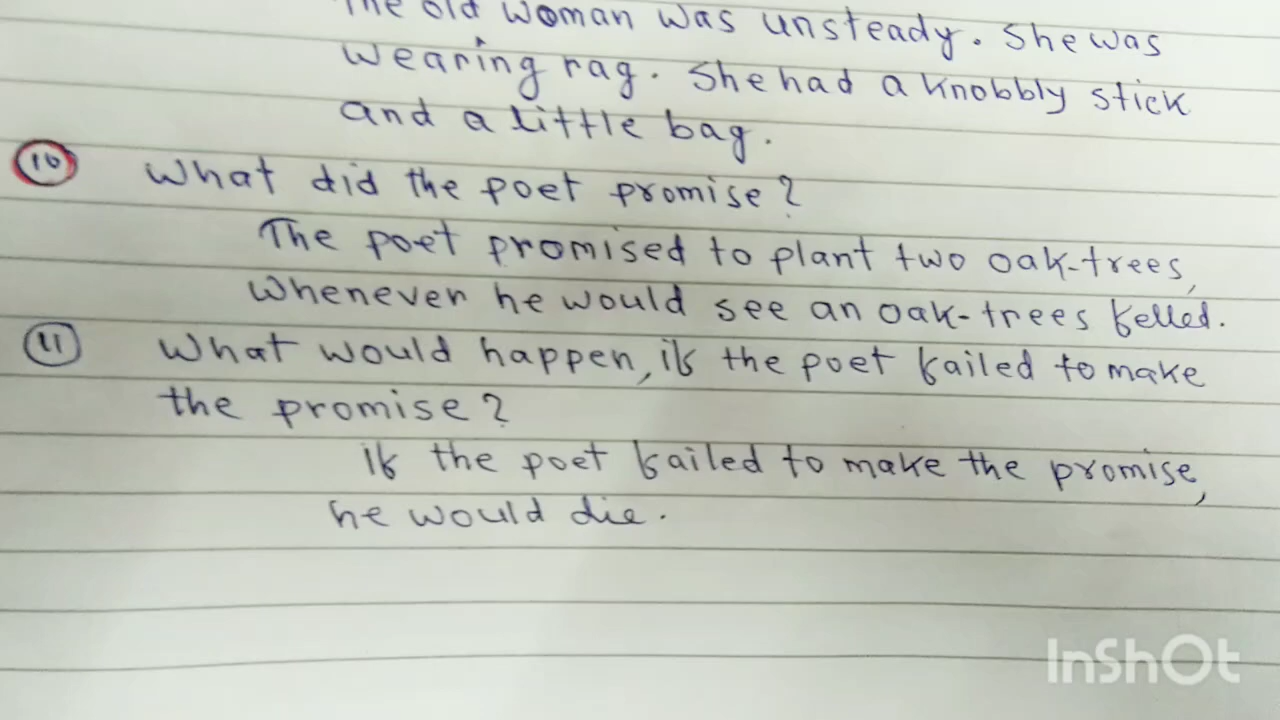 The old woman was unsteady. She was
wearing rag. She had a knobbly stick
and a little bag.
10 What did the poet promise?
The poet promised to plant two oak-trees,
whenever he would see an oak-trees felled.
11 What would happen, if the poet failed to make
the promise?
If the poet failed to make the promise,
he would die.
InShOt